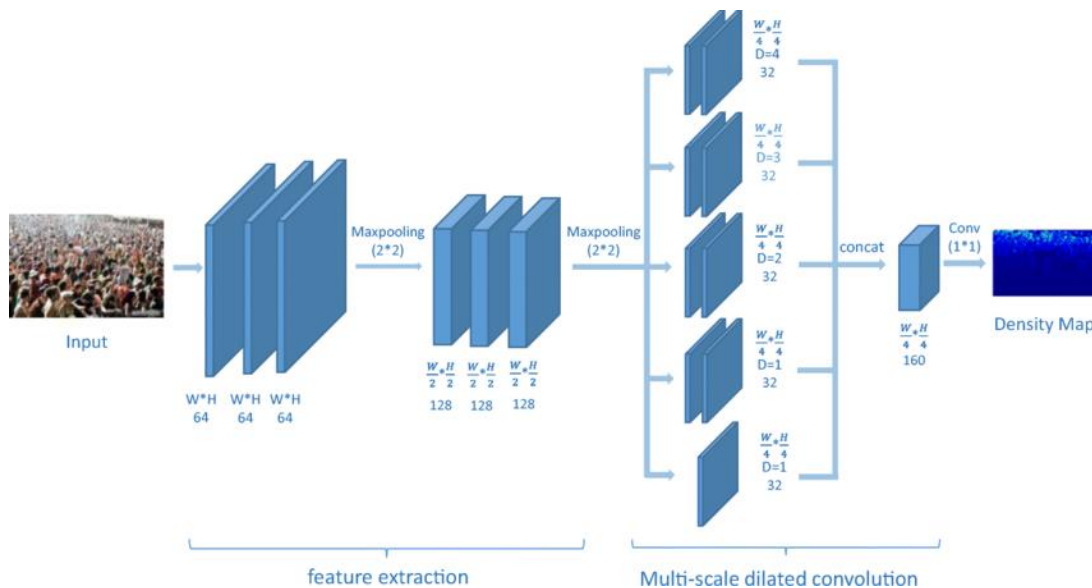 Input
W*H
64
W*H
64
W*H
64
Maxpooling
(2*2)
W/2*H/2
128
W/2*H/2
128
W/2*H/2
128
Maxpooling
(2*2)
W/4*H/4
D=4
32
W/4*H/4
D=3
32
W/4*H/4
D=2
32
W/4*H/4
D=1
32
W/4*H/4
D=1
32
concat
W/4*H/4
160
Conv
(1*1)
Density Map
feature extraction
Multi-scale dilated convolution